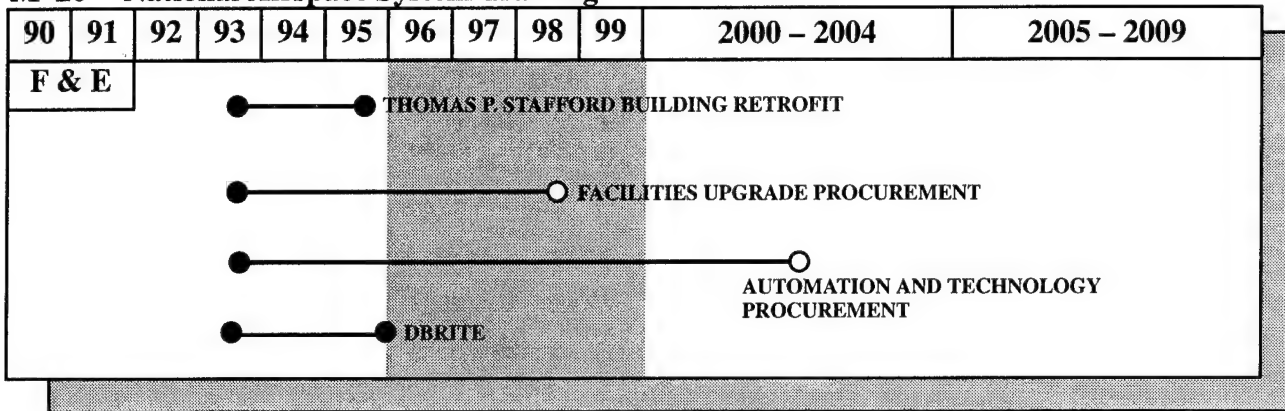 90 91 92 93 94 95 96 97 98 99 2000 – 2004 2005 – 2009
F & E
THOMAS P. STAFFORD BUILDING RETROFIT
FACILITIES UPGRADE PROCUREMENT
AUTOMATION AND TECHNOLOGY
PROCUREMENT
DBRITE